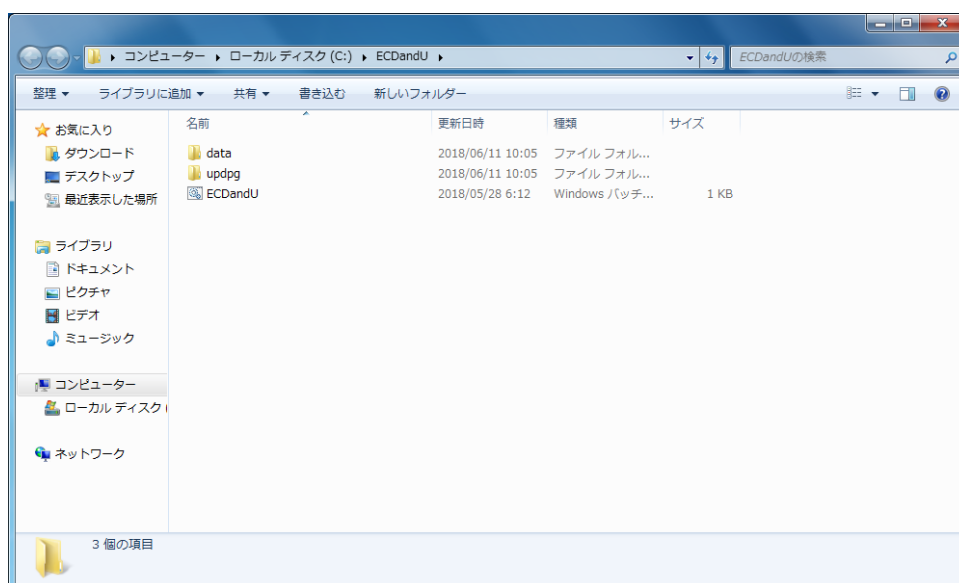 コンピューター ▸ ローカル ディスク (C:) ▸ ECDandU ▸
ECDandUの検索
整理 ▼ ライブラリに追加 ▼ 共有 ▼ 書き込む 新しいフォルダー
お気に入り
ダウンロード
デスクトップ
最近表示した場所
ライブラリ
ドキュメント
ピクチャ
ビデオ
ミュージック
コンピューター
ローカル ディスク (
ネットワーク
名前 更新日時 種類 サイズ
data 2018/06/11 10:05 ファイル フォル...
updpg 2018/06/11 10:05 ファイル フォル...
ECDandU 2018/05/28 6:12 Windows バッチ... 1 KB
3 個の項目